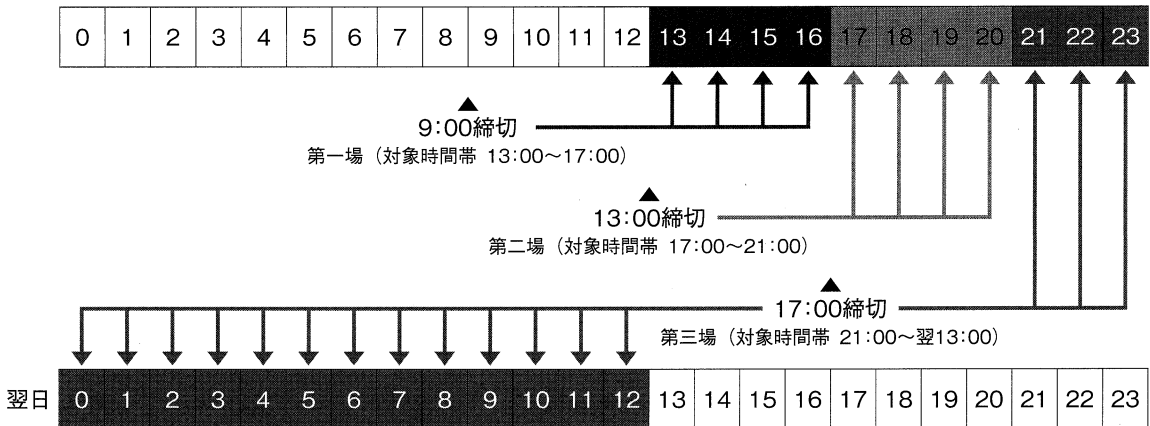 0 1 2 3 4 5 6 7 8 9 10 11 12 13 14 15 16 17 18 19 20 21 22 23
9:00締切
第一場（対象時間帯 13:00～17:00）
13:00締切
第二場（対象時間帯 17:00～21:00）
17:00締切
第三場（対象時間帯 21:00～翌13:00）
翌日 0 1 2 3 4 5 6 7 8 9 10 11 12 13 14 15 16 17 18 19 20 21 22 23